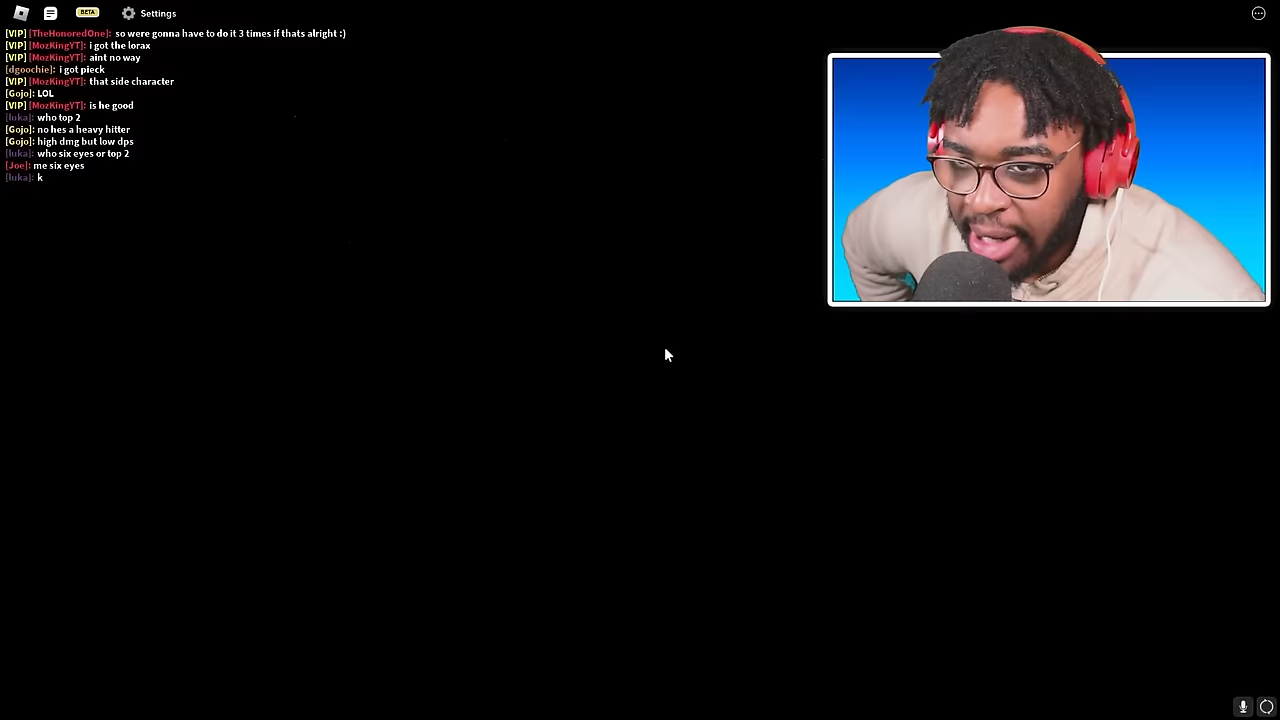 BETA
Settings
[VIP] [TheHonoredOne]: so were gonna have to do it 3 times if thats alright :)
[VIP] [MozKingYT]: i got the lorax
[VIP] [MozKingYT]: aint no way
[dgoochie]: i got pieck
[VIP] [MozKingYT]: that side character
[Gojo]: LOL
[VIP] [MozKingYT]: is he good
[luka]: who top 2
[Gojo]: no hes a heavy hitter
[Gojo]: high dmg but low dps
[luka]: who six eyes or top 2
[Joe]: me six eyes
[luka]: k